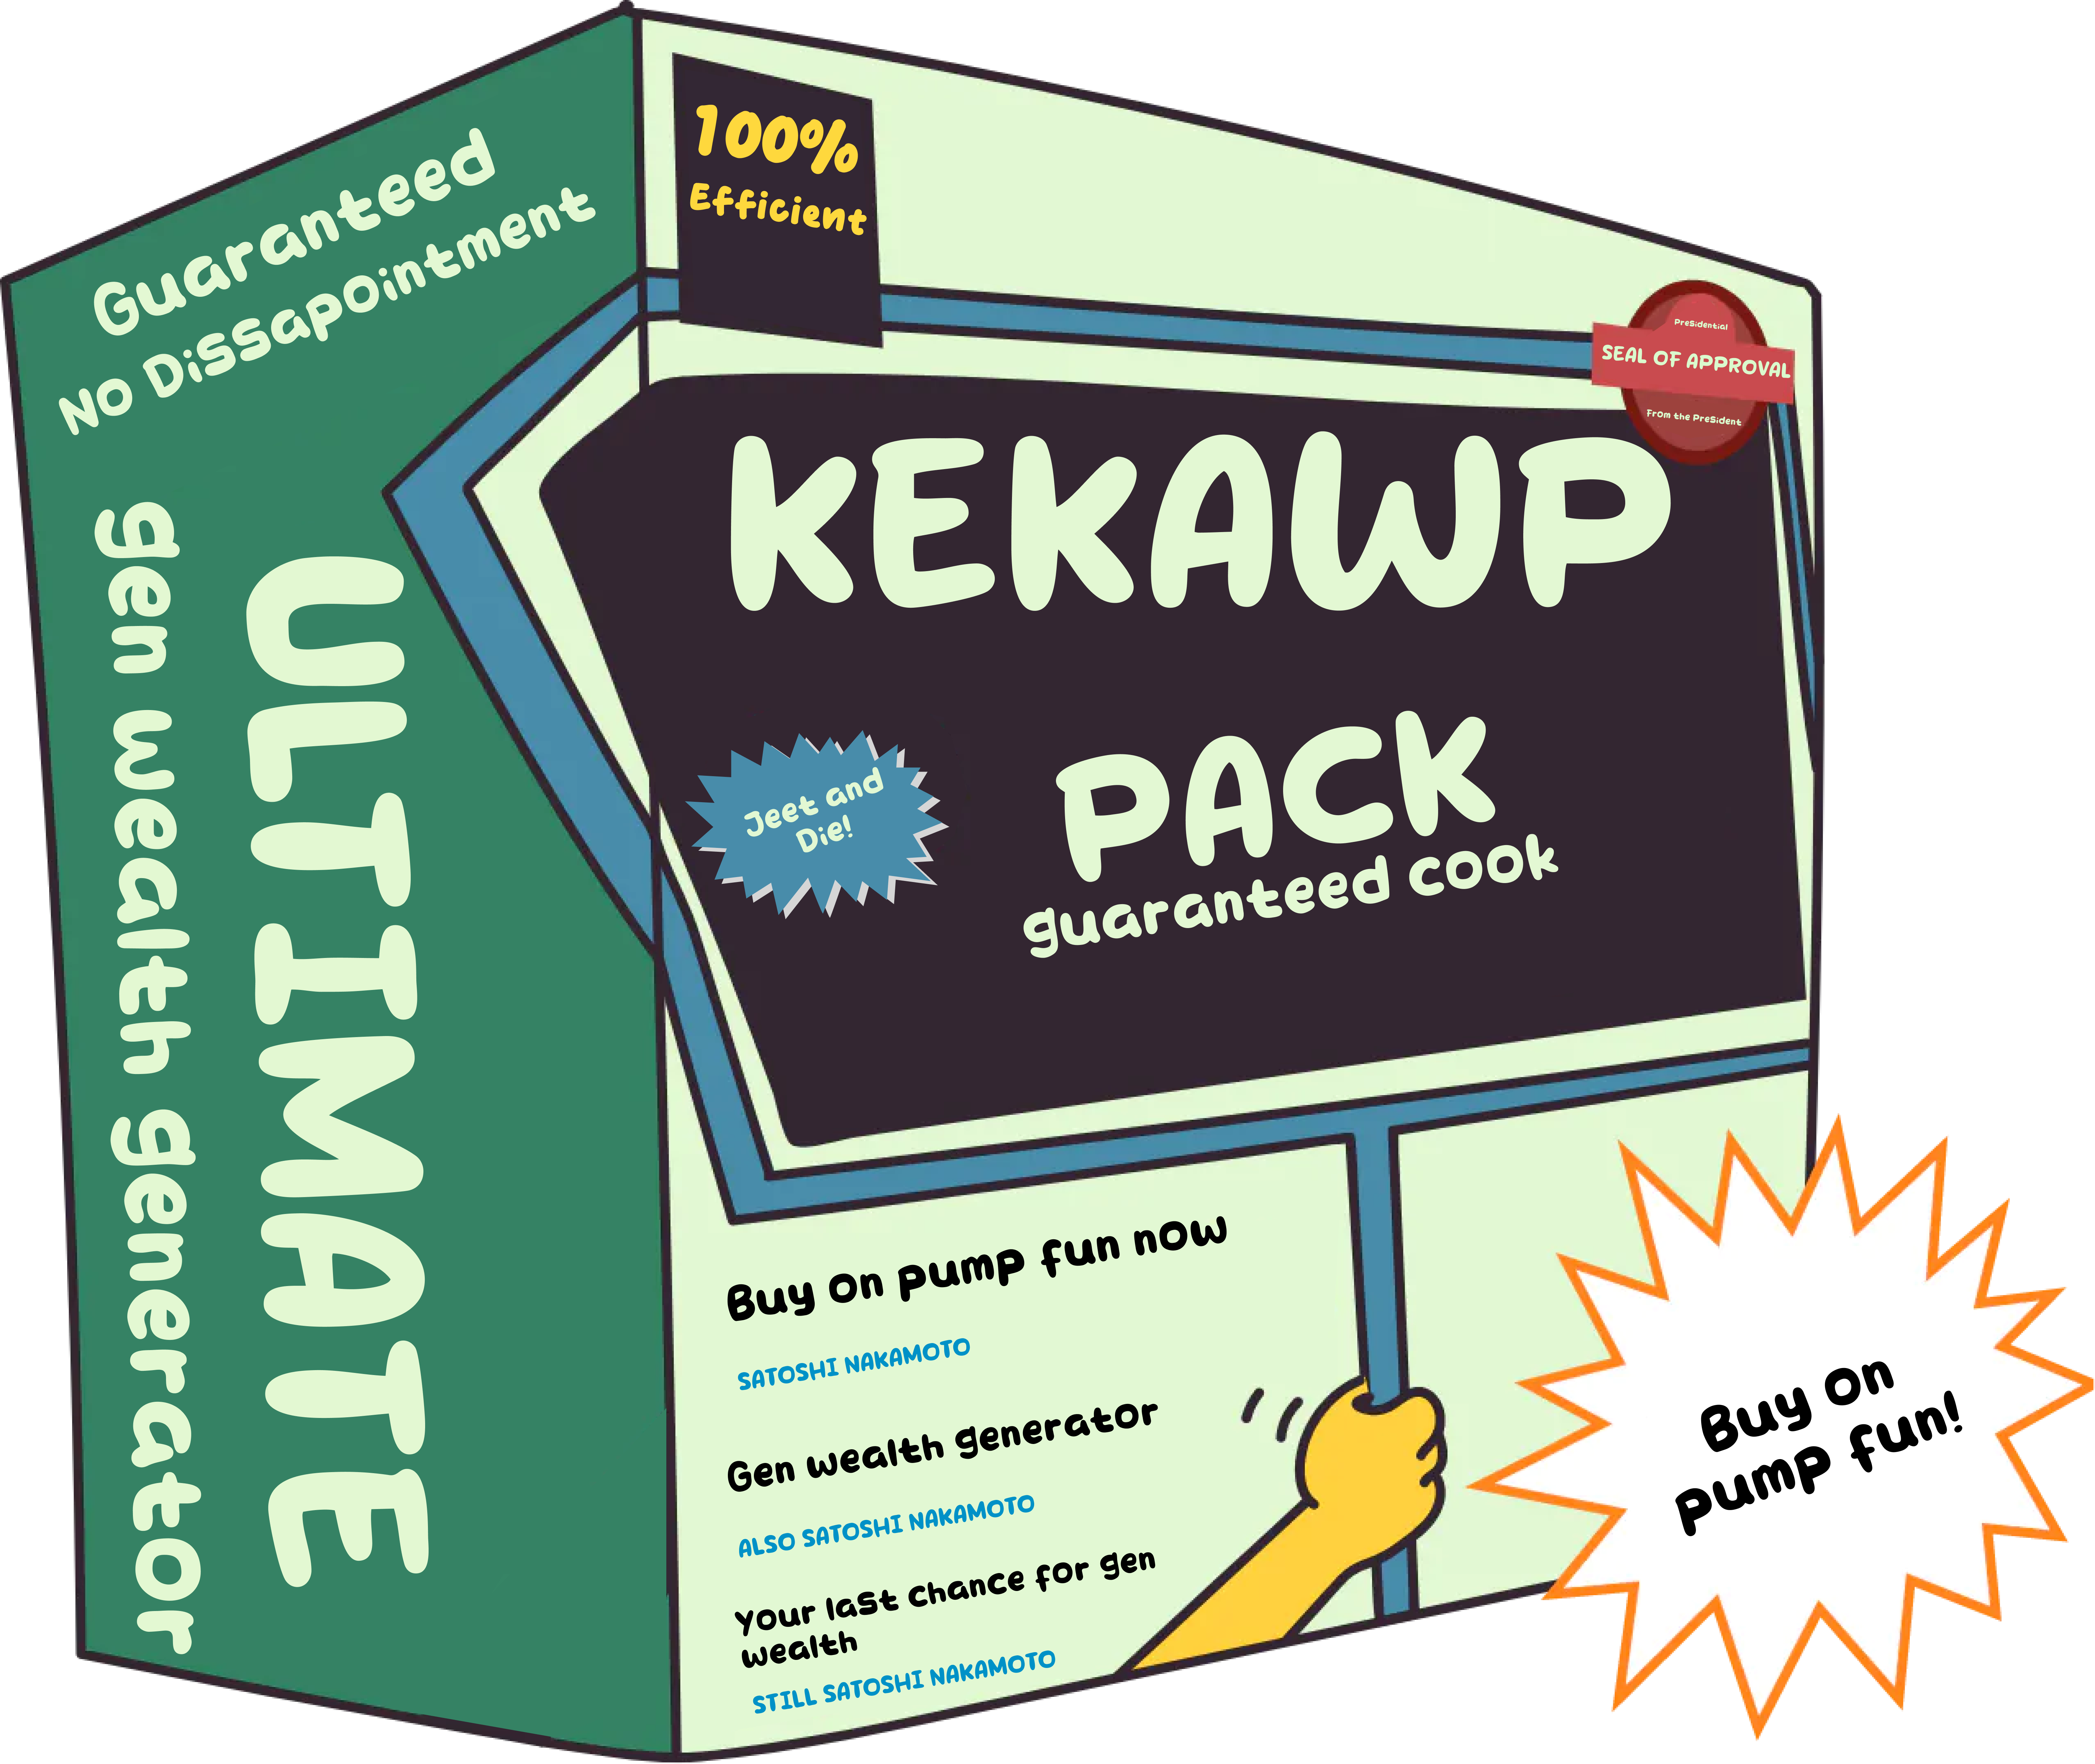 Guaranteed
No Dissapointment
gen wealth generator
ULTIMATE
100%
Efficient
Presidential
SEAL OF APPROVAL
From the President
KEKAWP
PACK
guaranteed cook
Jeet and
Die!
Buy on pump fun now
SATOSHI NAKAMOTO
Gen wealth generator
ALSO SATOSHI NAKAMOTO
Your last chance for gen
wealth
STILL SATOSHI NAKAMOTO
Buy on
pump fun!